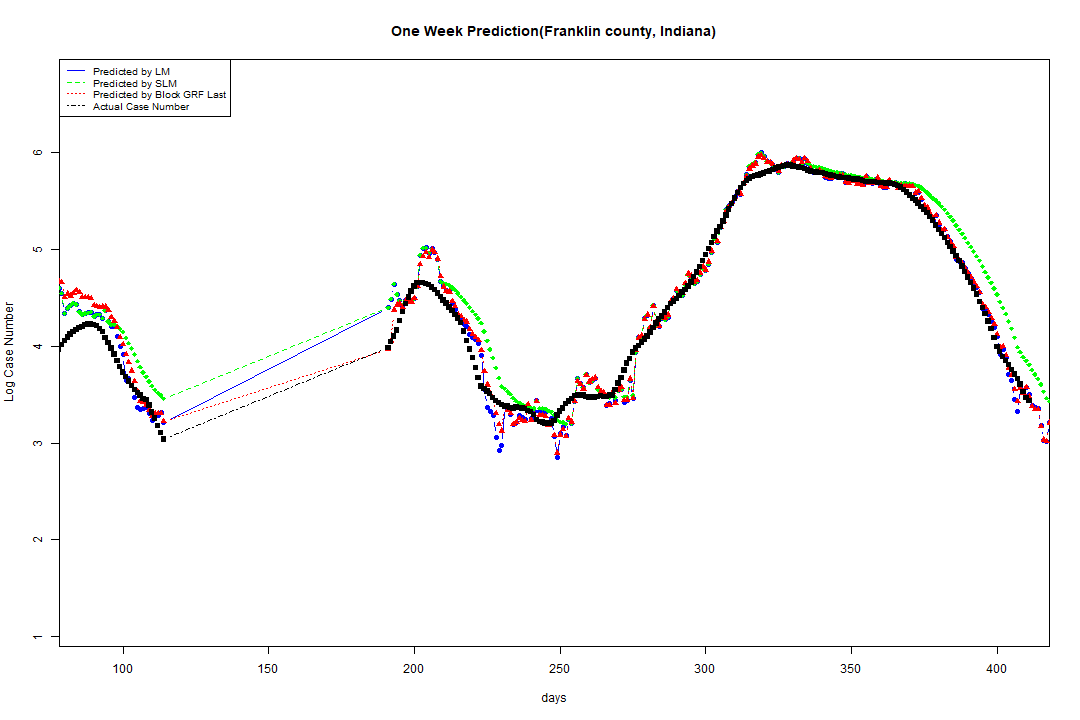 One Week Prediction(Franklin county, Indiana)
Predicted by LM
Predicted by SLM
Predicted by Block GRF Last
Actual Case Number
Log Case Number
6
5
4
3
2
1
100 150 200 250 300 350 400
days